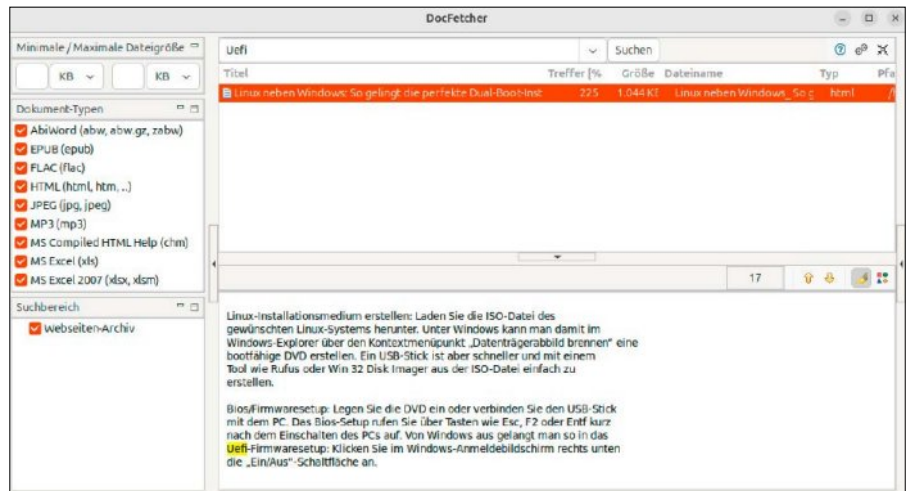 DocFetcher
Minimale / Maximale Dateigröße
KB KB
Dokument-Typen
AbiWord (abw, abw.gz, zabw)
EPUB (epub)
FLAC (flac)
HTML (html, htm, ..)
JPEG (jpg, jpeg)
MP3 (mp3)
MS Compiled HTML Help (chm)
MS Excel (xls)
MS Excel 2007 (xlsx, xlsm)
Suchbereich
Webseiten-Archiv
Uefi Suchen
Titel Treffer [% Größe Dateiname Typ Pfa
Linux neben Windows: So gelingt die perfekte Dual-Boot-Inst 225 1.044 KE Linux neben Windows_ So g html /
17
Linux-Installationsmedium erstellen: Laden Sie die ISO-Datei des
gewünschten Linux-Systems herunter. Unter Windows kann man damit im
Windows-Explorer über den Kontextmenüpunkt „Datenträgerabbild brennen“ eine
bootfähige DVD erstellen. Ein USB-Stick ist aber schneller und mit einem
Tool wie Rufus oder Win 32 Disk Imager aus der ISO-Datei einfach zu
erstellen.
Bios/Firmwaresetup: Legen Sie die DVD ein oder verbinden Sie den USB-Stick
mit dem PC. Das Bios-Setup rufen Sie über Tasten wie Esc, F2 oder Entf kurz
nach dem Einschalten des PCs auf. Von Windows aus gelangt man so in das
Uefi-Firmwaresetup: Klicken Sie im Windows-Anmeldebildschirm rechts unten
die „Ein/Aus“-Schaltfläche an.